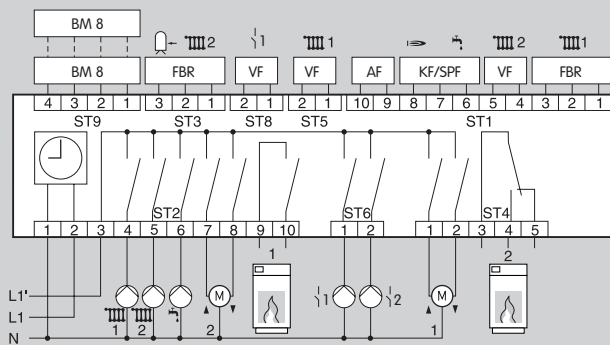 BM 8
2 1 1 2 1
BM 8 FBR VF VF AF KF/SPF VF FBR
4 3 2 1 3 2 1 2 1 2 1 10 9 8 7 6 5 4 3 2 1
ST9 ST3 ST8 ST5 ST1
ST2 ST6 ST4
1 2 3 4 5 6 7 8 9 10 1 2 1 2 3 4 5
1 2
L1'
1 2
L1
N
1 2 2 1